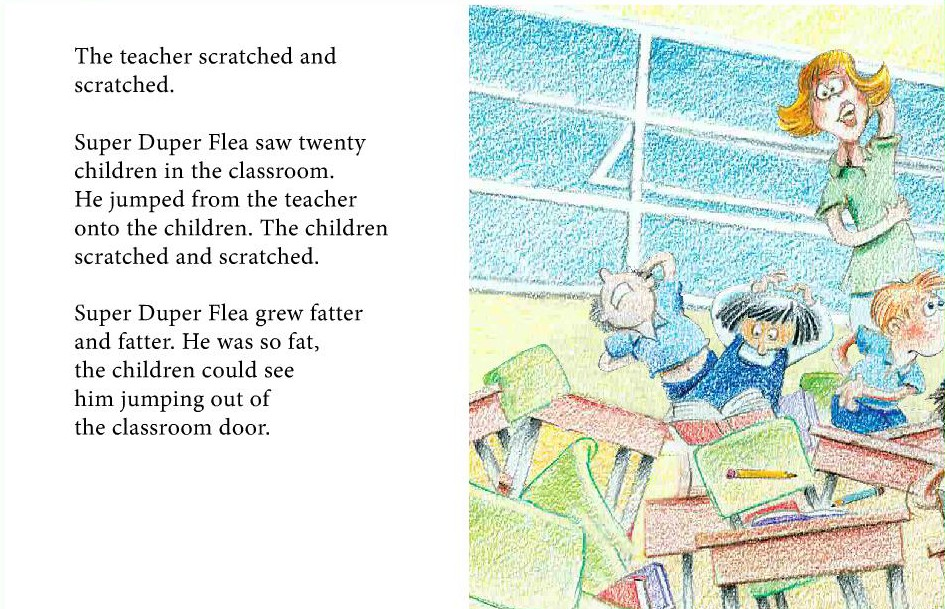 The teacher scratched and
scratched.
Super Duper Flea saw twenty
children in the classroom.
He jumped from the teacher
onto the children. The children
scratched and scratched.
Super Duper Flea grew fatter
and fatter. He was so fat,
the children could see
him jumping out of
the classroom door.